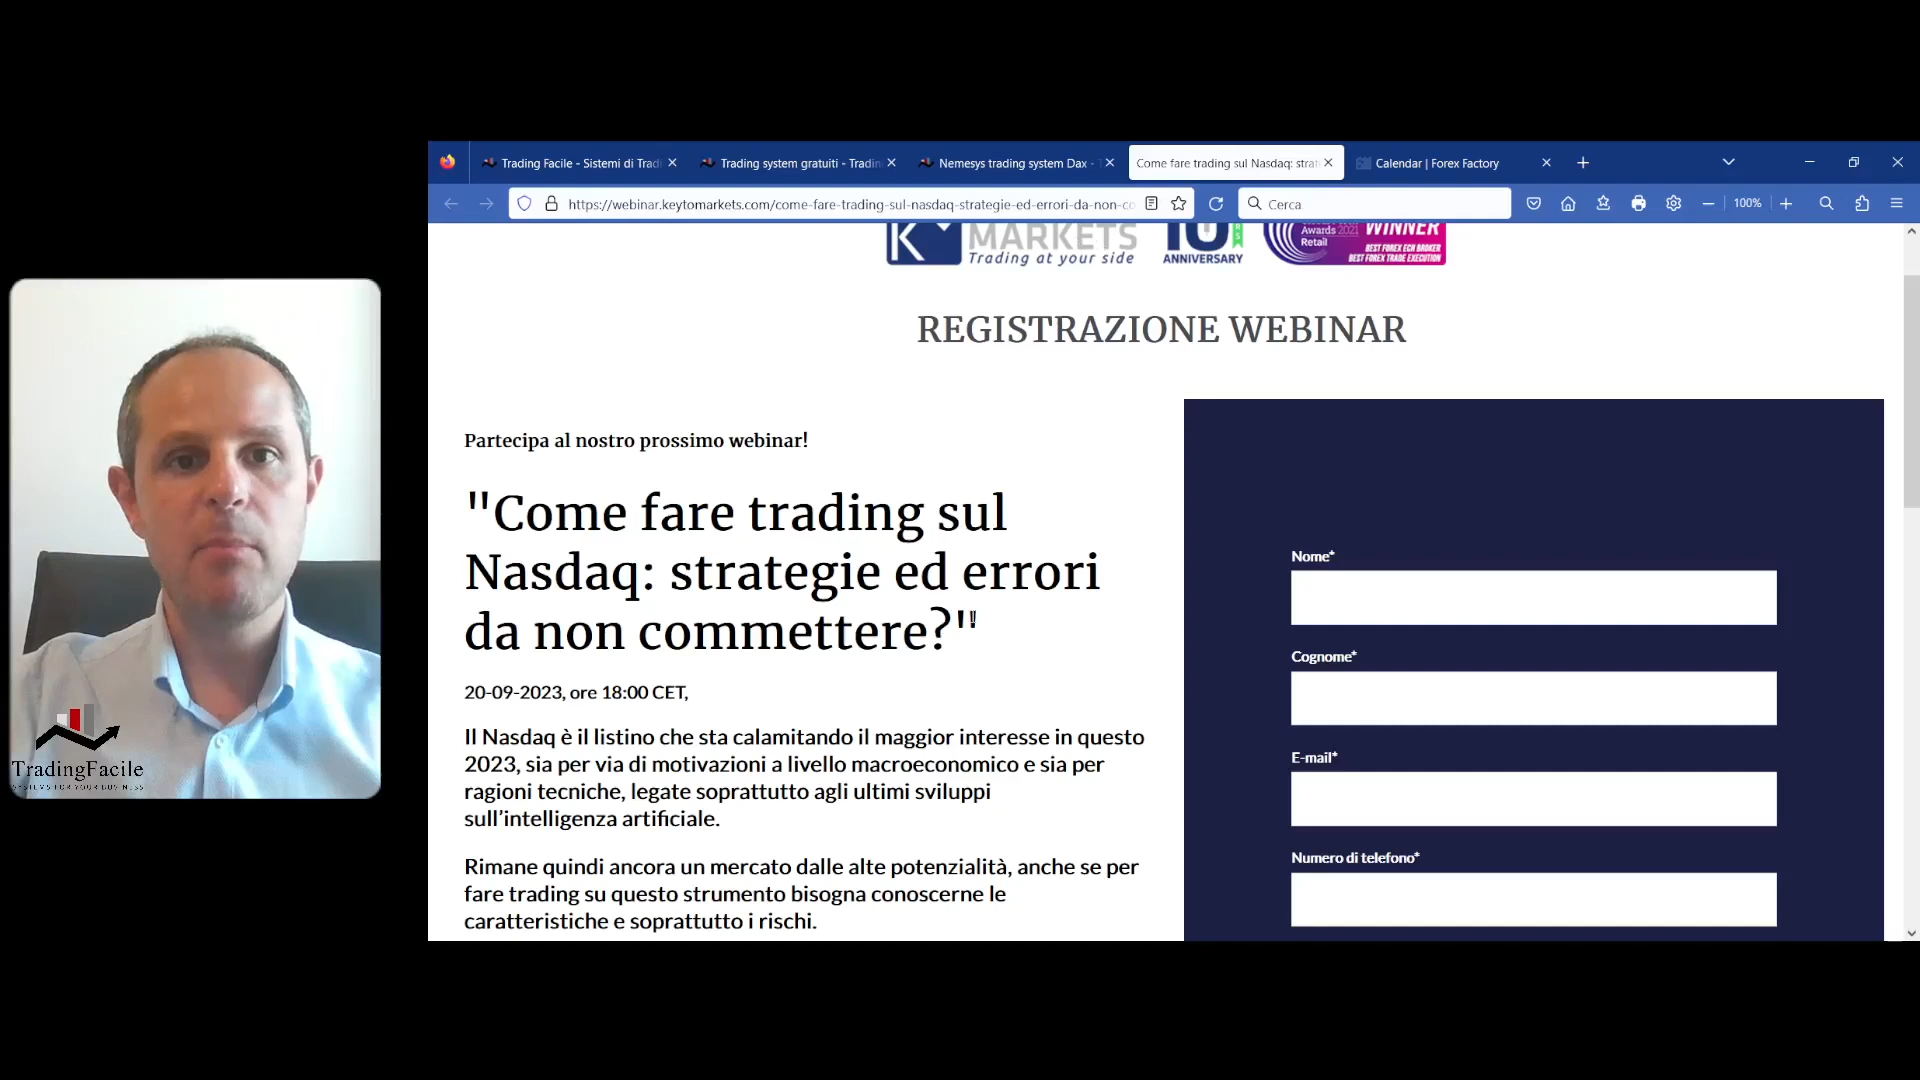 Trading Facile - Sistemi di Trad
Trading system gratuiti - Tradin
Nemesys trading system Dax - T
Come fare trading sul Nasdaq: strat
Calendar | Forex Factory
https://webinar.keytomarkets.com/come-fare-trading-sul-nasdaq-strategie-ed-errori-da-non-co
Cerca
100%
K
MARKETS
Trading at your side
10
ANNIVERSARY
Awards 2021
Retail
WINNER
BEST FOREX ECN BROKER
BEST FOREX TRADE EXECUTION
REGISTRAZIONE WEBINAR
Partecipa al nostro prossimo webinar!
"Come fare trading sul
Nasdaq: strategie ed errori
da non commettere?"
20-09-2023, ore 18:00 CET,
Il Nasdaq è il listino che sta calamitando il maggior interesse in questo
2023, sia per via di motivazioni a livello macroeconomico e sia per
ragioni tecniche, legate soprattutto agli ultimi sviluppi
sull'intelligenza artificiale.
Rimane quindi ancora un mercato dalle alte potenzialità, anche se per
fare trading su questo strumento bisogna conoscerne le
caratteristiche e soprattutto i rischi.
Nome*
Cognome*
E-mail*
Numero di telefono*
TradingFacile
SYSTEMS FOR YOUR BUSINESS